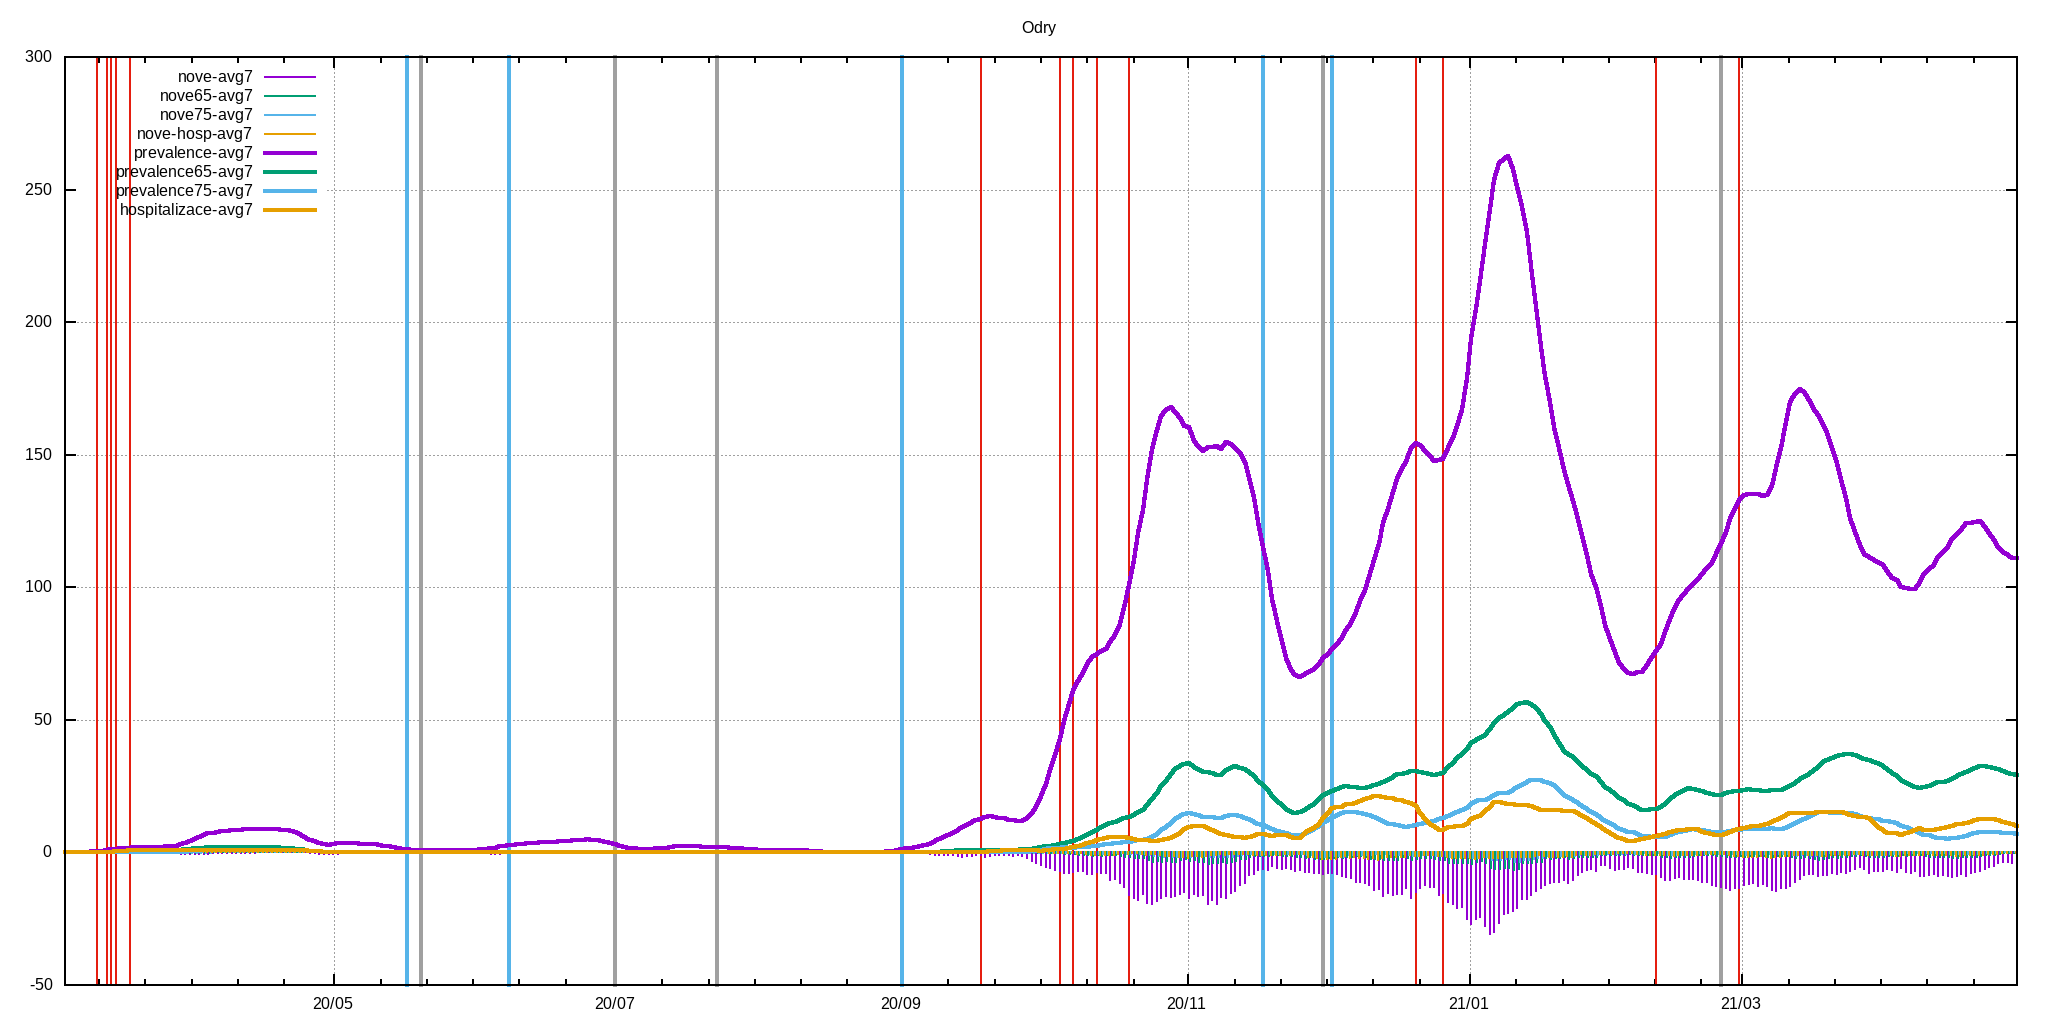 Odry
300
250
200
150
100
50
0
-50
nove-avg7
nove65-avg7
nove75-avg7
nove-hosp-avg7
prevalence-avg7
prevalence65-avg7
prevalence75-avg7
hospitalizace-avg7
20/05 20/07 20/09 20/11 21/01 21/03